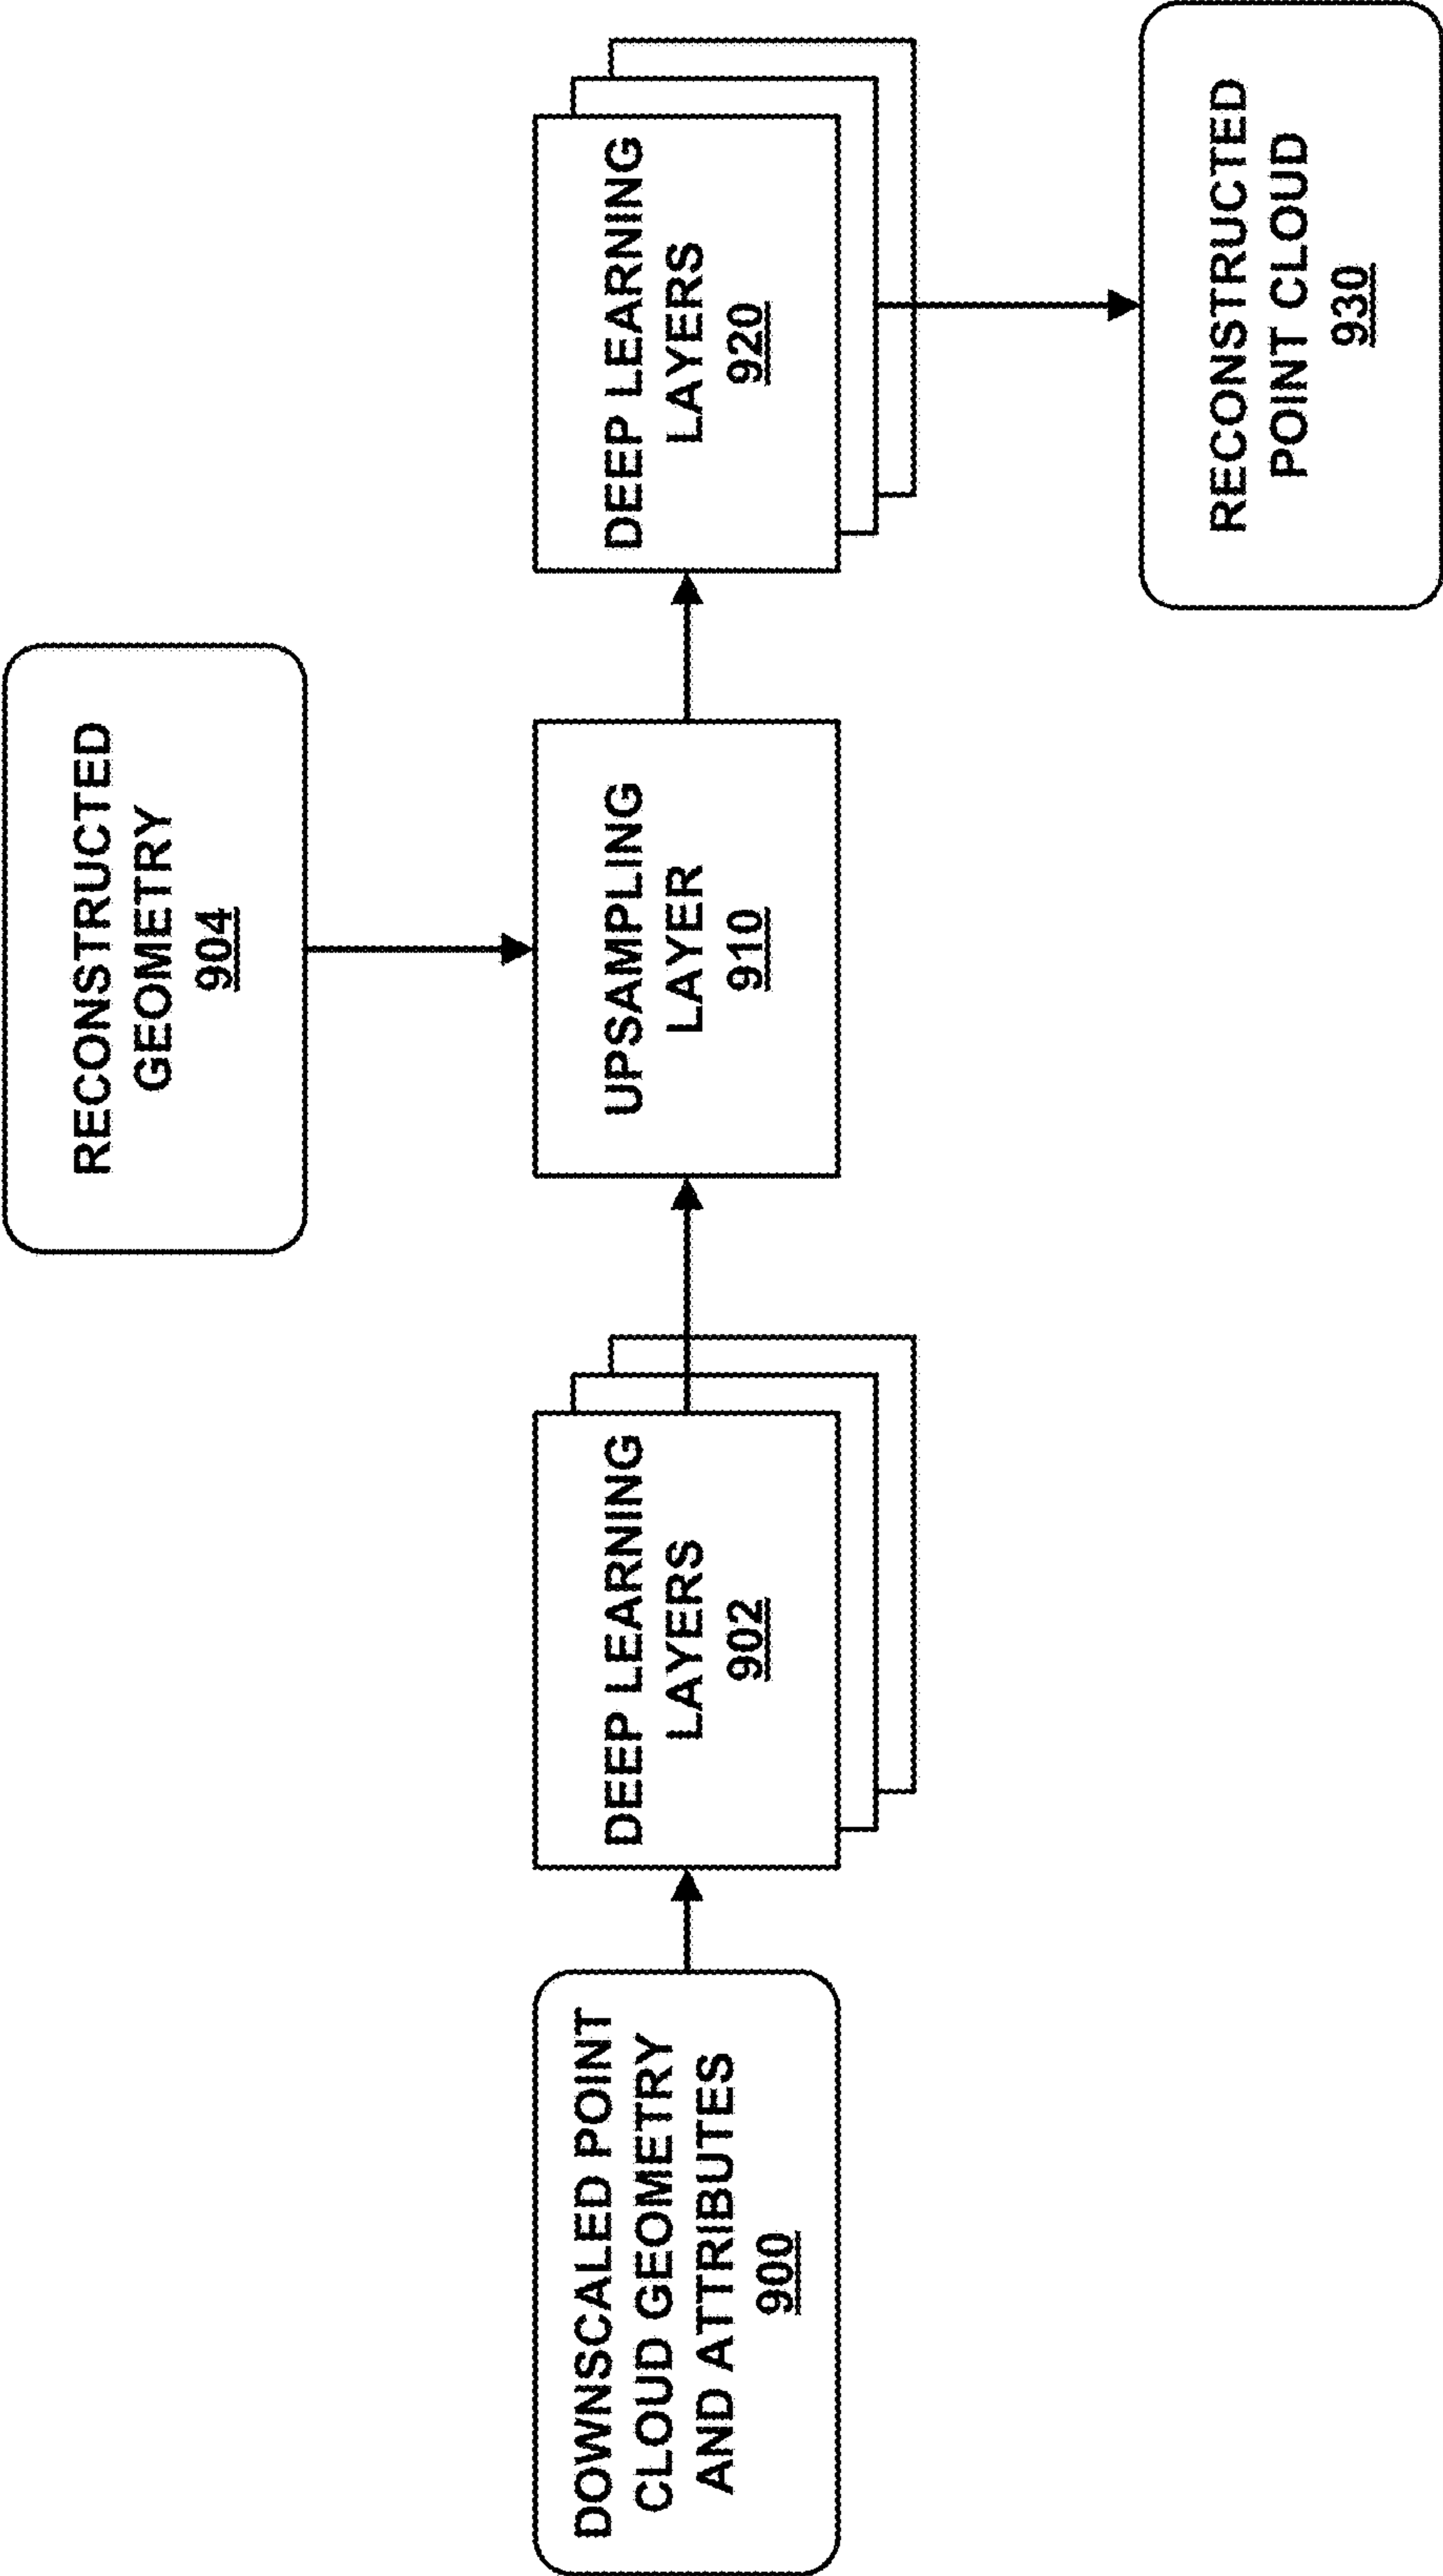 DOWNSCALED POINT
CLOUD GEOMETRY
AND ATTRIBUTES
900
DEEP LEARNING
LAYERS
902
RECONSTRUCTED
GEOMETRY
904
UPSAMPLING
LAYER
910
DEEP LEARNING
LAYERS
920
RECONSTRUCTED
POINT CLOUD
930